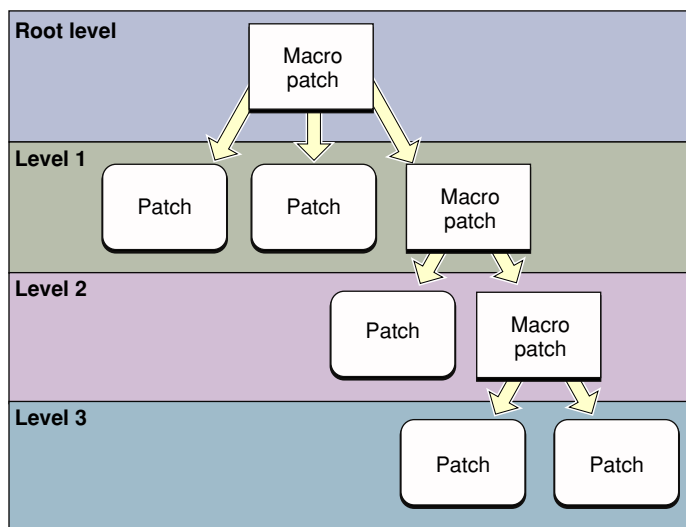 Root level
Macro
patch
Level 1
Patch
Patch
Macro
patch
Level 2
Patch
Macro
patch
Level 3
Patch
Patch